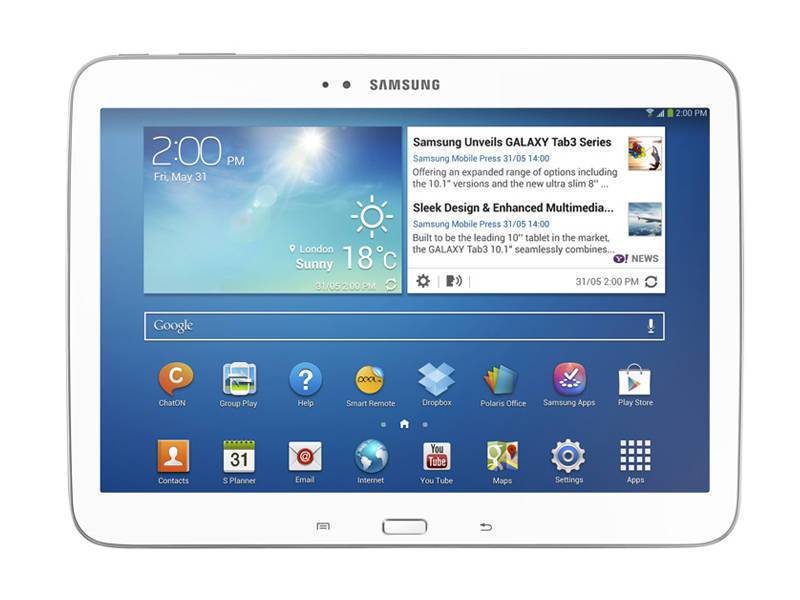 SAMSUNG
2:00 PM
2:00 PM
Fri, May 31
London
Sunny
18°C
31/05 2:00 PM
Samsung Unveils GALAXY Tab3 Series
Samsung Mobile Press 31/05 14:00
Offering an expanded range of options including
the 10.1" versions and the new ultra slim 8" ...
Sleek Design & Enhanced Multimedia...
Samsung Mobile Press 31/05 14:00
Built to be the leading 10" tablet in the market,
the GALAXY Tab3 10.1" seamlessly combines...
Y! NEWS
31/05 2:00 PM
Google
C
ChatON
Group Play
?
Help
Smart Remote
Dropbox
Polaris Office
Samsung Apps
Play Store
Contacts
31
S Planner
@
Email
Internet
You Tube
You Tube
g
Maps
Settings
Apps